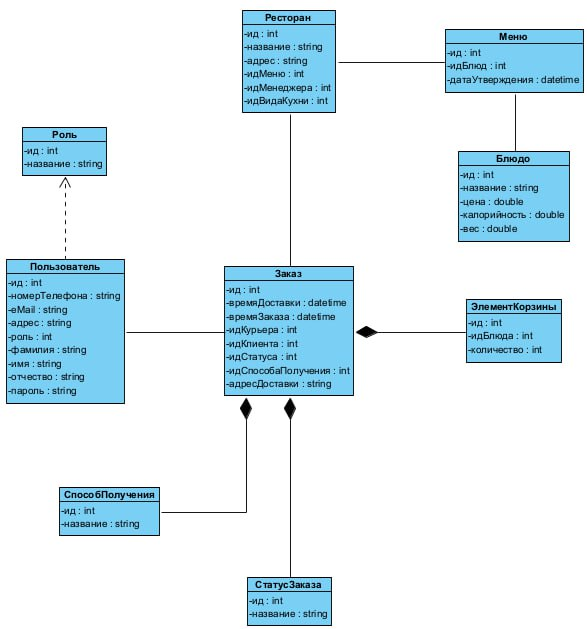 Ресторан
-ид : int
-название : string
-адрес : string
-идМеню : int
-идМенеджера : int
-идВидаКухни : int
Меню
-ид : int
-идБлюд : int
-датаУтверждения : datetime
Роль
-ид : int
-название : string
Блюдо
-ид : int
-название : string
-цена : double
-калорийность : double
-вес : double
Пользователь
-ид : int
-номерТелефона : string
-eMail : string
-адрес : string
-роль : int
-фамилия : string
-имя : string
-отчество : string
-пароль : string
Заказ
-ид : int
-времяДоставки : datetime
-времяЗаказа : datetime
-идКурьера : int
-идКлиента : int
-идСтатуса : int
-идСпособаПолучения : int
-адресДоставки : string
ЭлементКорзины
-ид : int
-идБлюда : int
-количество : int
СпособПолучения
-ид : int
-название : string
СтатусЗаказа
-ид : int
-название : string